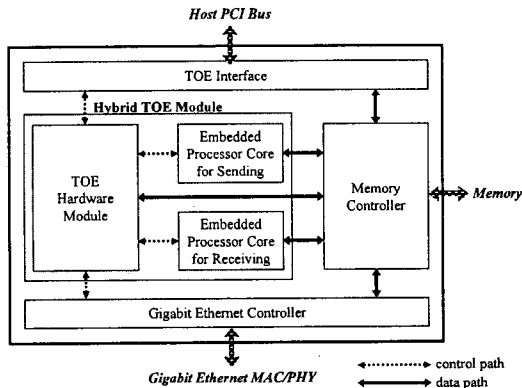 Host PCI Bus
TOE Interface
Hybrid TOE Module
TOE
Hardware
Module
Embedded
Processor Core
for Sending
Embedded
Processor Core
for Receiving
Memory
Controller
Memory
Gigabit Ethernet Controller
Gigabit Ethernet MAC/PHY
control path
data path